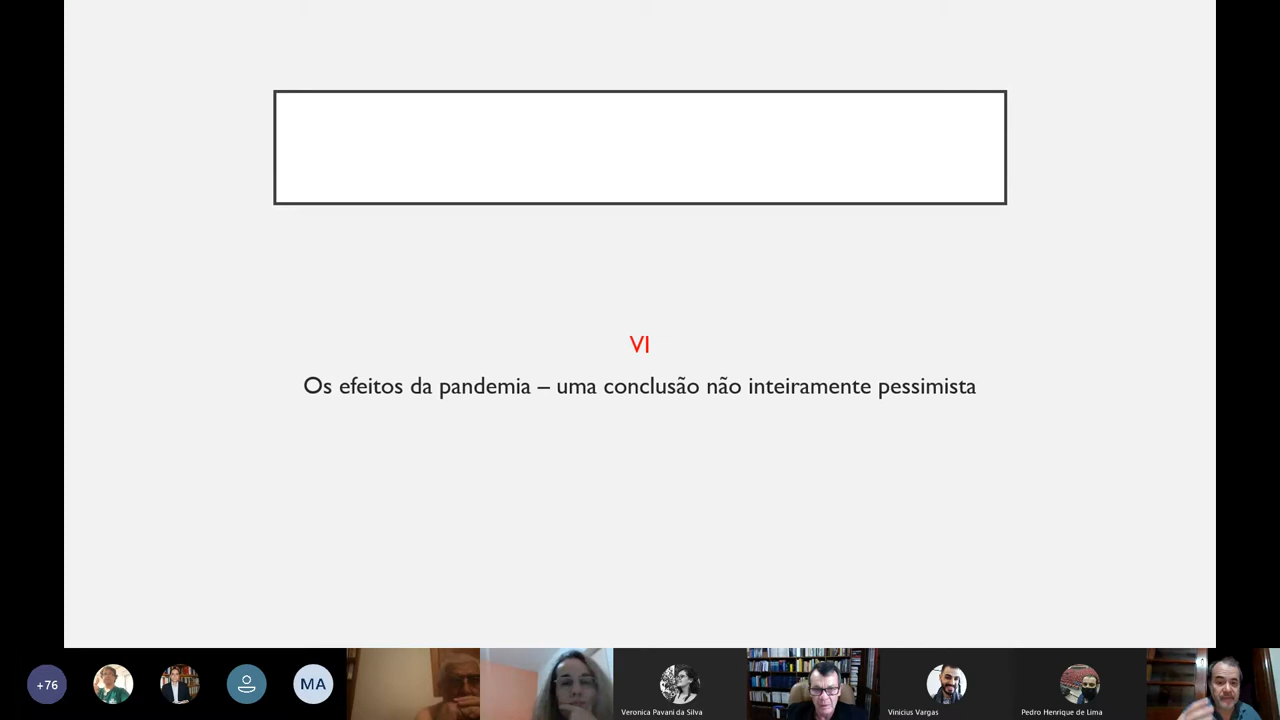 VI
Os efeitos da pandemia – uma conclusão não inteiramente pessimista
+76
MA
Veronica Pavani da Silva
Vinicius Vargas
Pedro Henrique de Lima